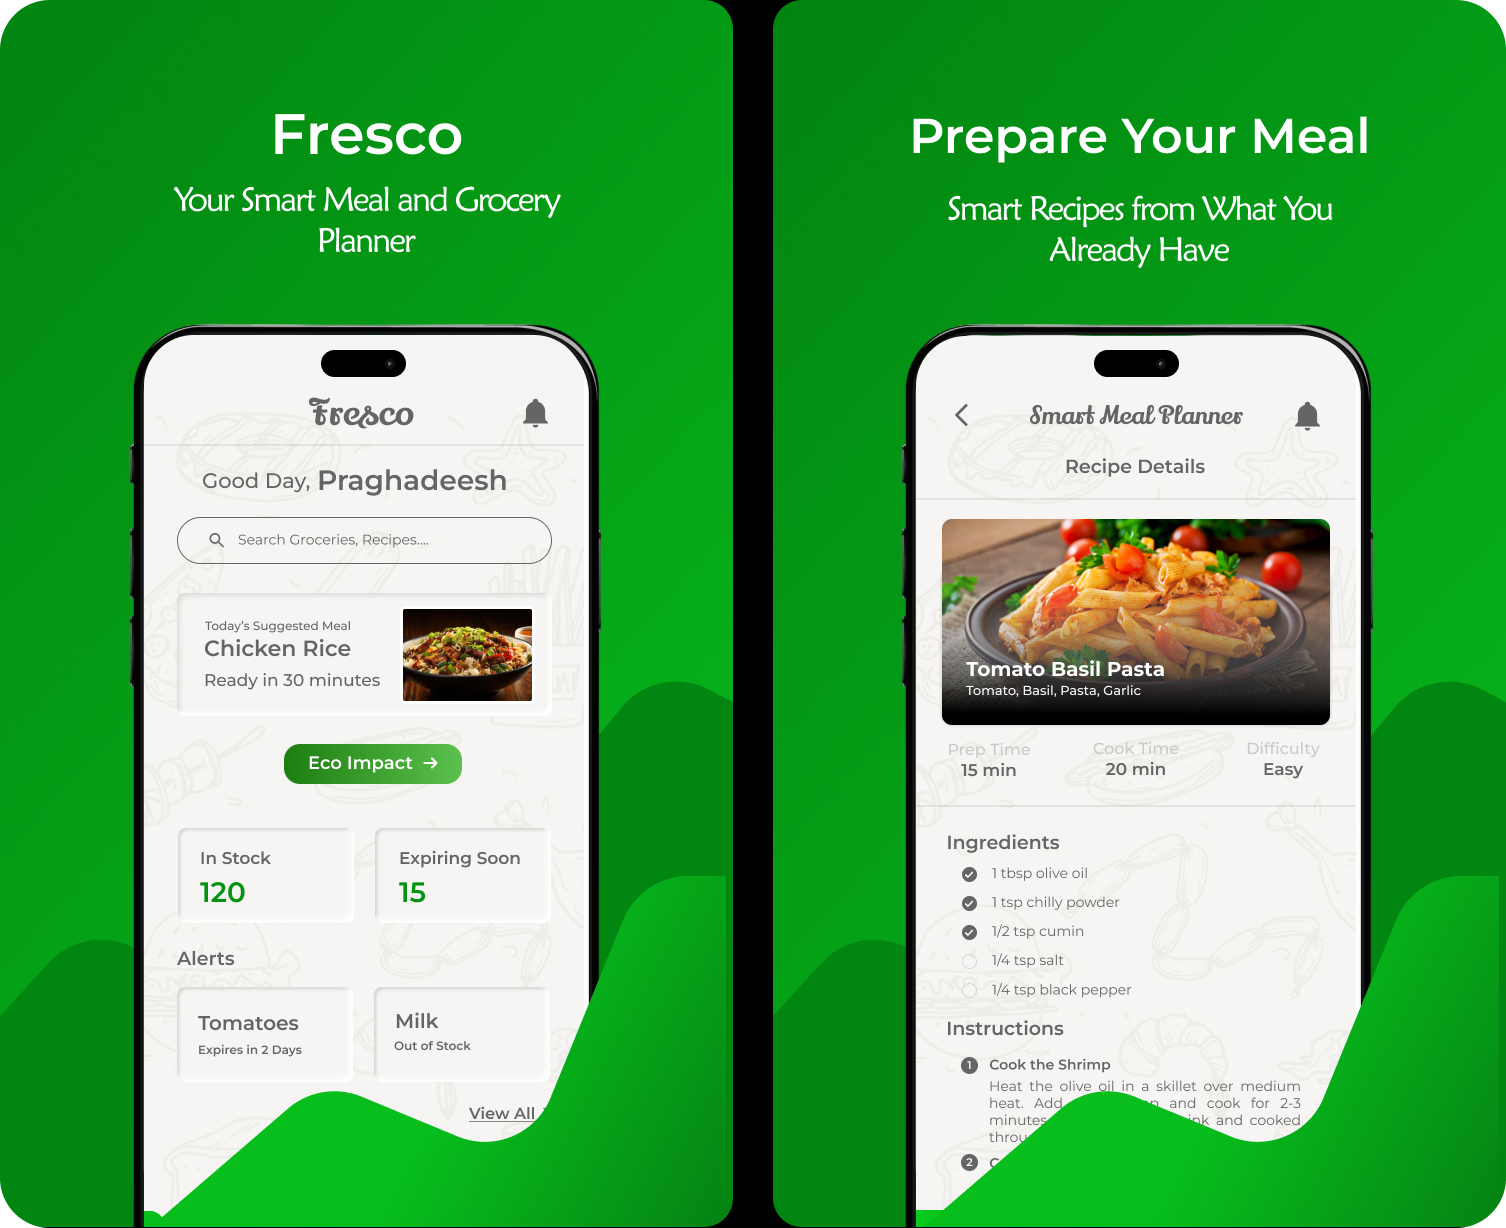 Fresco
Your Smart Meal and Grocery
Planner
Fresco
Good Day, Praghadeesh
Search Groceries, Recipes....
Today's Suggested Meal
Chicken Rice
Ready in 30 minutes
Eco Impact
In Stock
120
Expiring Soon
15
Alerts
Tomatoes
Expires in 2 Days
Milk
Out of Stock
View All
Prepare Your Meal
Smart Recipes from What You
Already Have
Smart Meal Planner
Recipe Details
Tomato Basil Pasta
Tomato, Basil, Pasta, Garlic
Prep Time
15 min
Cook Time
20 min
Difficulty
Easy
Ingredients
1 tbsp olive oil
1 tsp chilly powder
1/2 tsp cumin
1/4 tsp salt
1/4 tsp black pepper
Instructions
1 Cook the Shrimp
Heat the olive oil in a skillet over medium
heat. Add and cook for 2-3
minutes and cooked
2